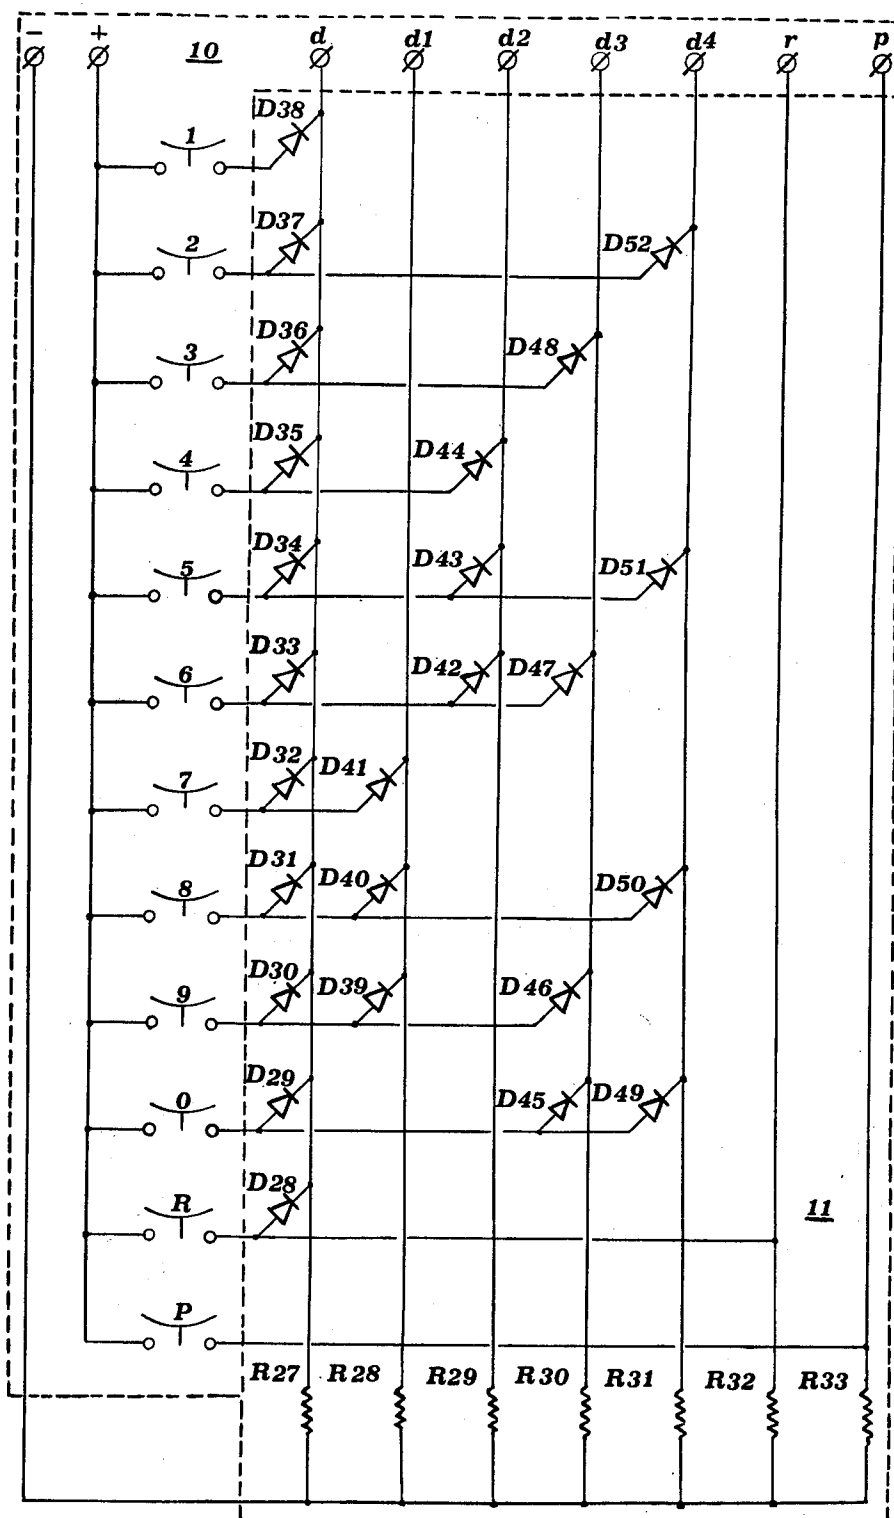 - + 10 d d1 d2 d3 d4 r p
D38
1
D37
2 D52
D36
3 D48
D35
4 D44
D34 D43 D51
5
D33 D42 D47
6
D32 D41
7
D31 D40 D50
8
D30 D39 D46
9
D29 D45 D49
0
D28
R 11
P
R27 R28 R29 R30 R31 R32 R33